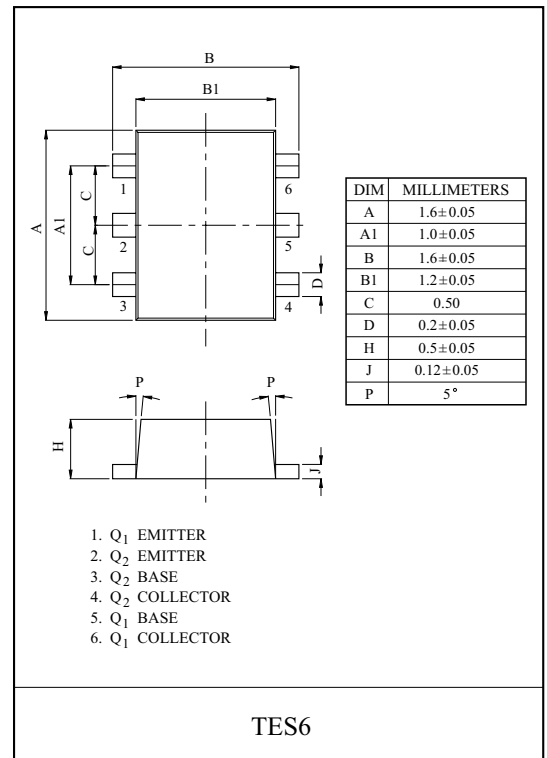 B
B1
A
A1
C
C
D
1
2
3
6
5
4
DIM MILLIMETERS
A 1.6±0.05
A1 1.0±0.05
B 1.6±0.05
B1 1.2±0.05
C 0.50
D 0.2±0.05
H 0.5±0.05
J 0.12±0.05
P 5°
P P
H
J
1. Q1 EMITTER
2. Q2 EMITTER
3. Q2 BASE
4. Q2 COLLECTOR
5. Q1 BASE
6. Q1 COLLECTOR
TES6